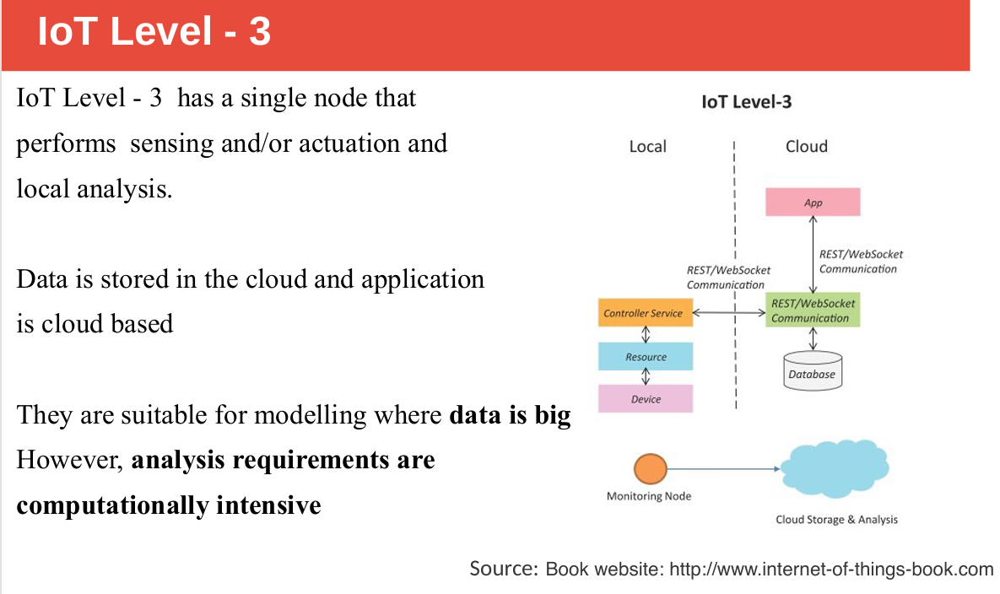 IoT Level - 3
IoT Level - 3  has a single node that
performs  sensing and/or actuation and
local analysis.
Data is stored in the cloud and application
is cloud based
They are suitable for modelling where data is big
However, analysis requirements are
computationally intensive
IoT Level-3
Local
Cloud
App
REST/WebSocket
Communication
REST/WebSocket
Communication
Controller Service
REST/WebSocket
Communication
Resource
Database
Device
Monitoring Node
Cloud Storage & Analysis
Source: Book website: http://www.internet-of-things-book.com